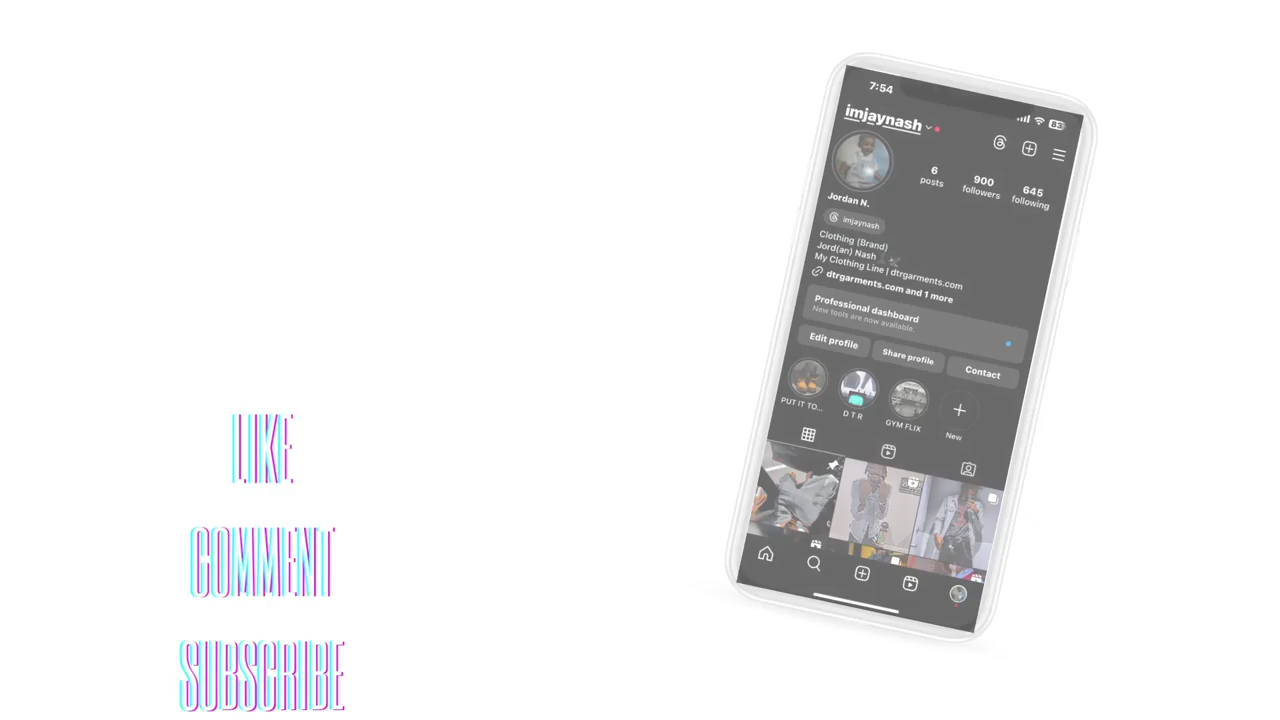 LIKE
COMMENT
SUBSCRIBE
7:54
83
imjaynash
6 posts
900 followers
645 following
Jordan N.
imjaynash
Clothing (Brand)
Jord(an) Nash
My Clothing Line | dtrgarments.com
dtrgarments.com and 1 more
Professional dashboard
New tools are now available.
Edit profile
Share profile
Contact
PUT IT TO...
D T R
GYM FLIX
New